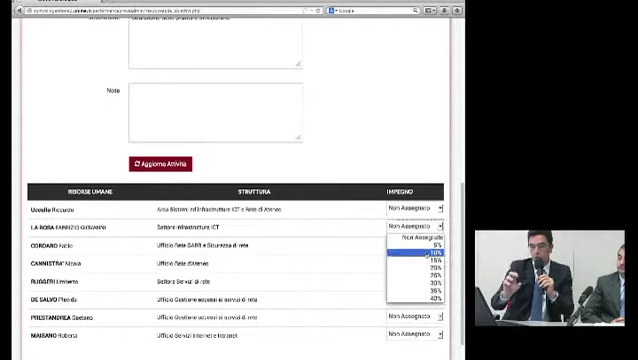 Note
Aggiorna Attività
RISORSE UMANE STRUTTURA IMPEGNO
Uccello Riccardo Area Sistemi ed Infrastrutture ICT e Rete di Ateneo Non Assegnato
LA ROSA FABRIZIO GIOVANNI Settore Infrastrutture ICT Non Assegnato
Non Assegnato
CORDARO Fabio Ufficio Rete GARR e Sicurezza di rete 5%
10%
CANNISTRA' Nicola Ufficio Rete d'Ateneo 15%
20%
RUGGERI Umberto Settore Servizi di rete 25%
30%
DE SALVO Ufficio Gestione accessi ai servizi di rete 35%
40%
PRESTANDREA Gaetano Ufficio Gestione accessi ai servizi di rete Non Assegnato
MAISANO Roberta Ufficio Servizi Internet e Intranet Non Assegnato